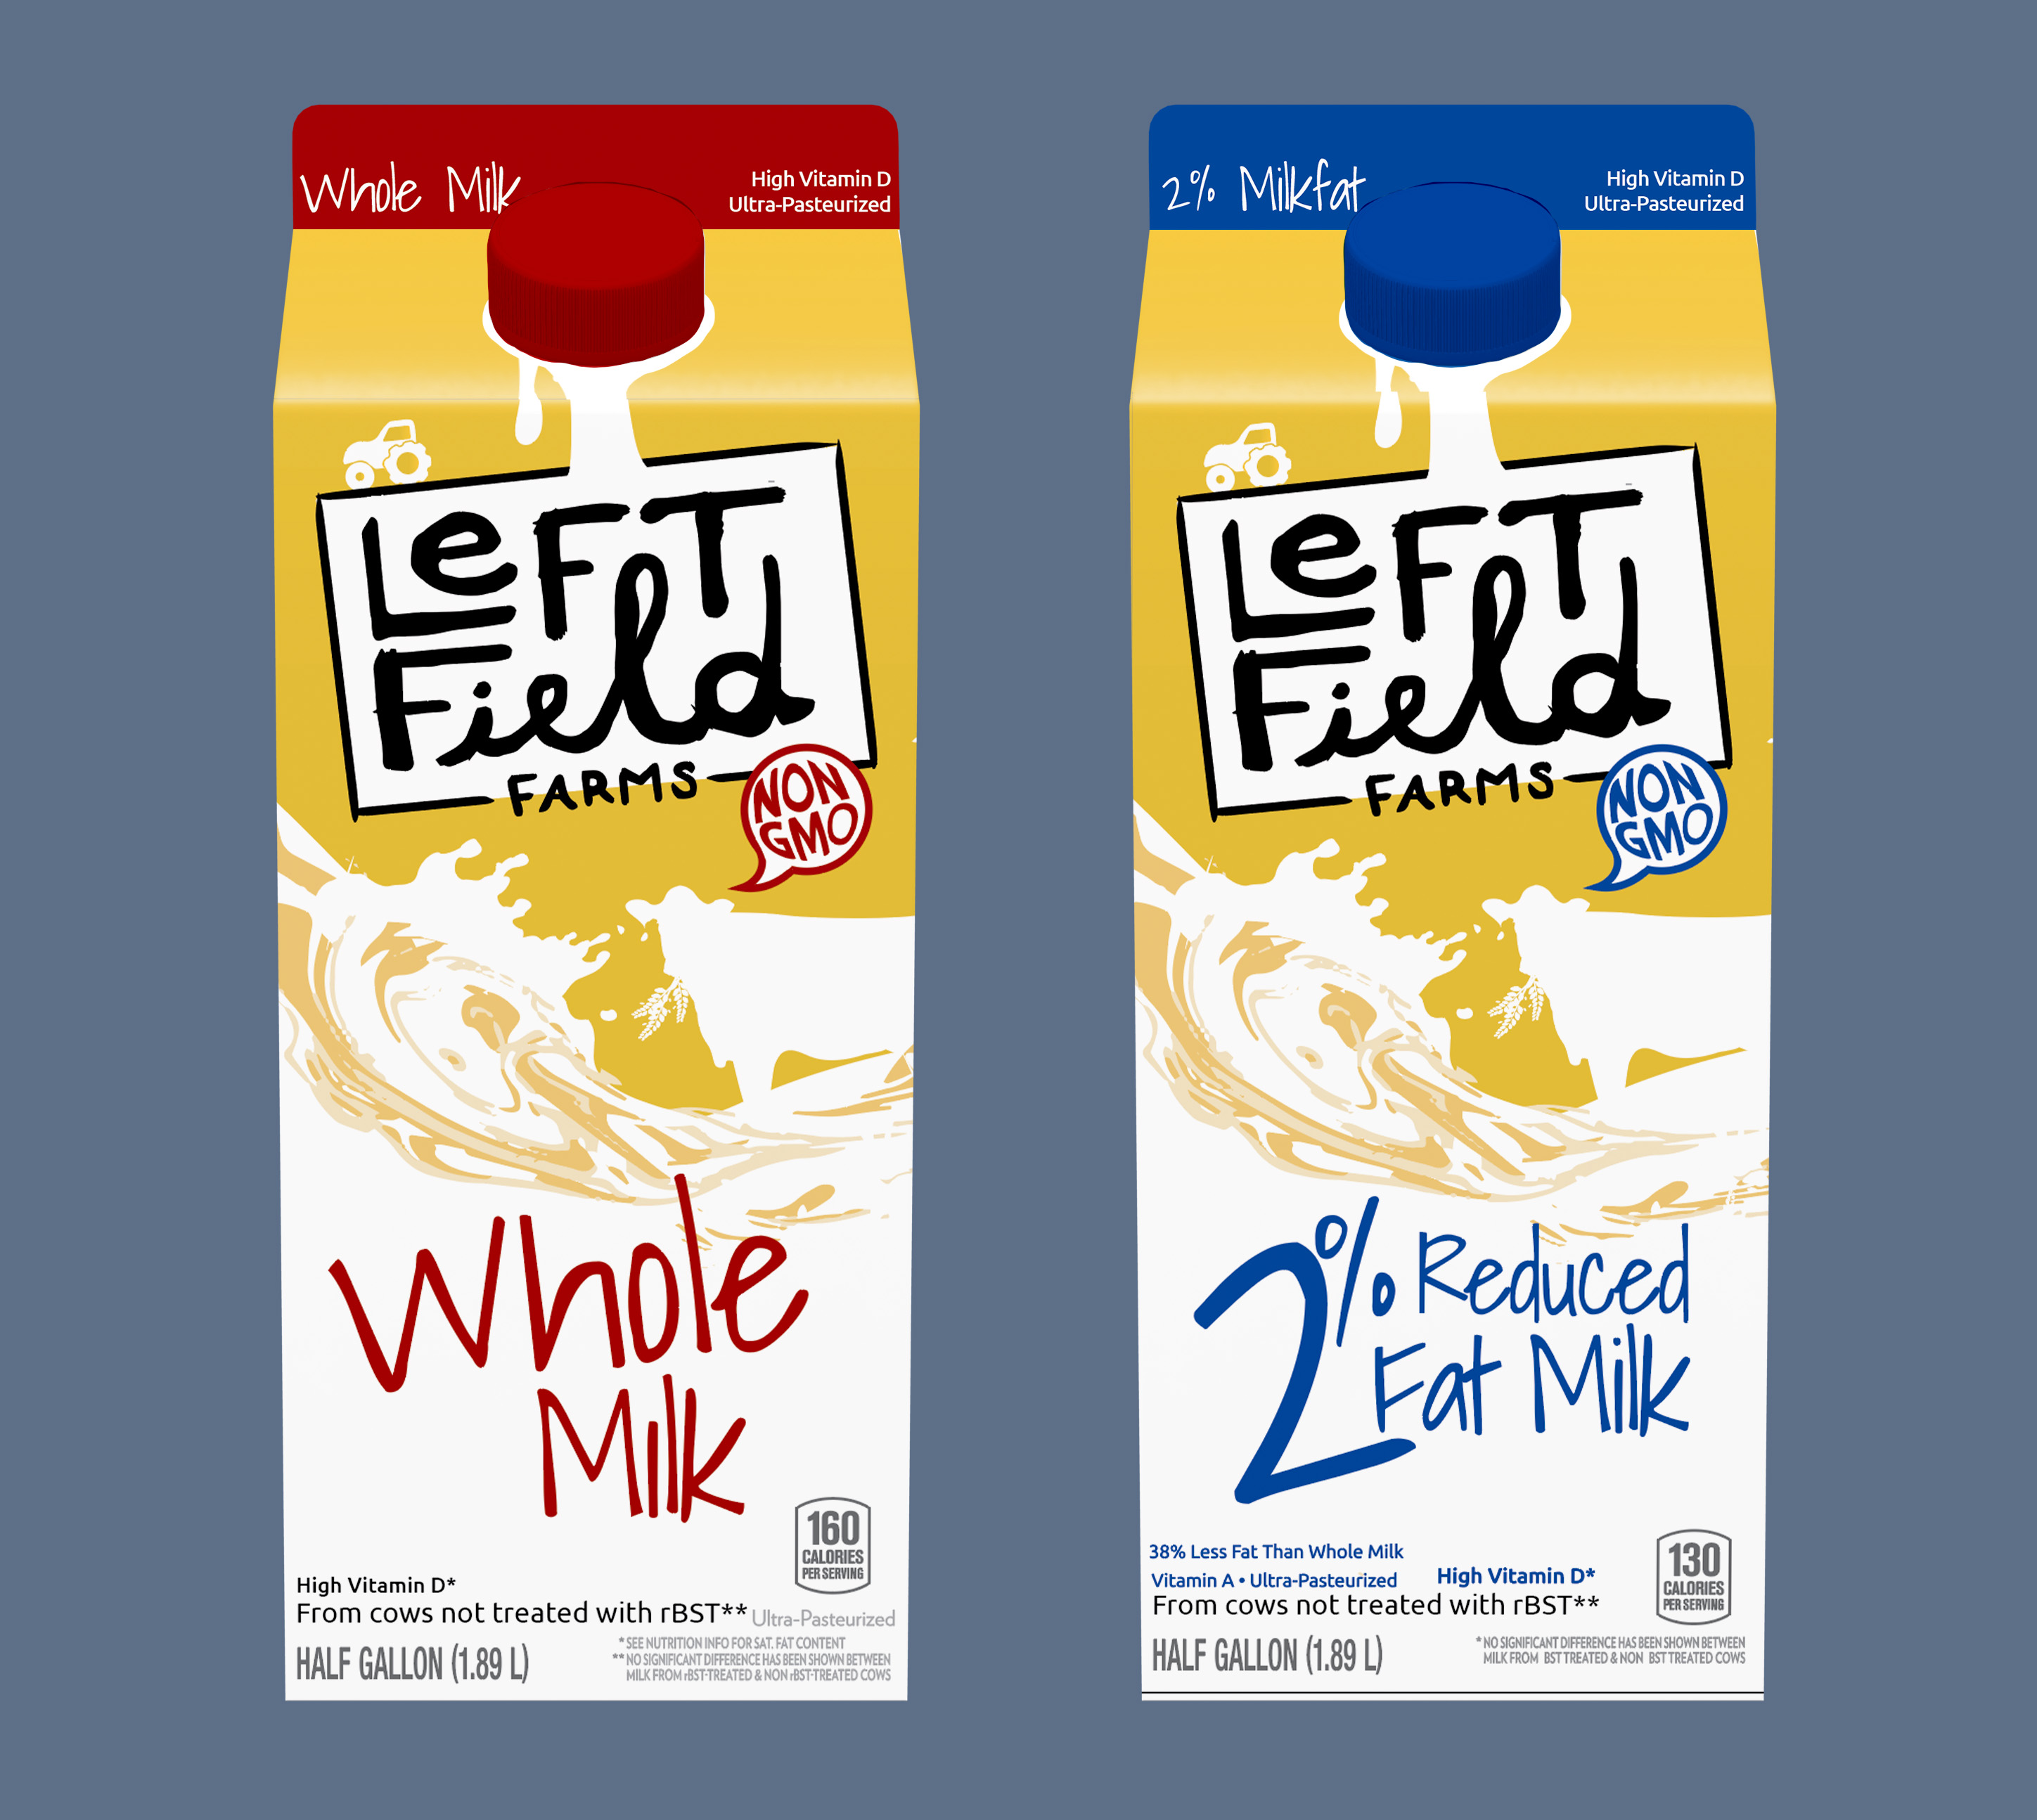 Whole Milk
High Vitamin D
Ultra-Pasteurized
LeFT
Field
FARMS
NON
GMO
Whole
Milk
160
CALORIES
PER SERVING
High Vitamin D*
From cows not treated with rBST**
Ultra-Pasteurized
HALF GALLON (1.89 L)
* SEE NUTRITION INFO FOR SAT. FAT CONTENT
** NO SIGNIFICANT DIFFERENCE HAS BEEN SHOWN BETWEEN
MILK FROM rBST-TREATED & NON rBST-TREATED COWS
2% Milkfat
High Vitamin D
Ultra-Pasteurized
LeFT
Field
FARMS
NON
GMO
2% Reduced
Fat Milk
38% Less Fat Than Whole Milk
Vitamin A • Ultra-Pasteurized
High Vitamin D*
From cows not treated with rBST**
130
CALORIES
PER SERVING
HALF GALLON (1.89 L)
* NO SIGNIFICANT DIFFERENCE HAS BEEN SHOWN BETWEEN
MILK FROM BST TREATED & NON BST TREATED COWS